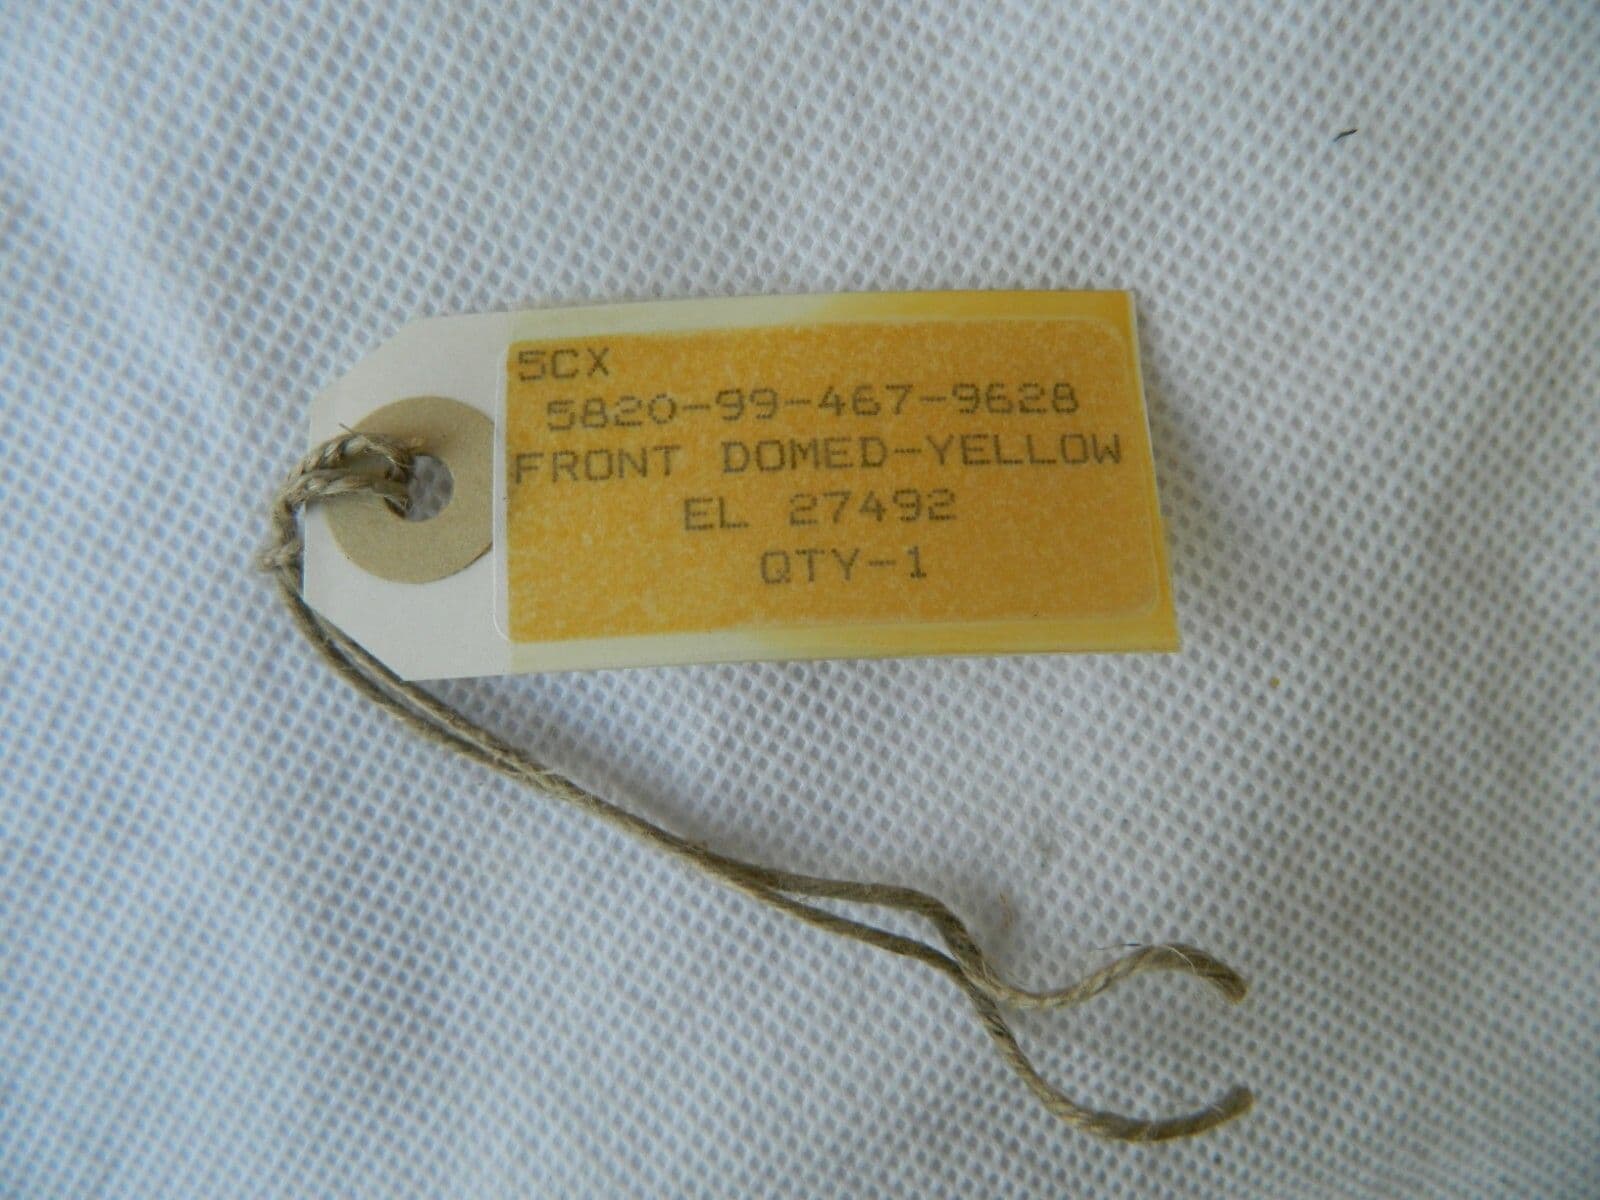 5CX
5820-99-467-9628
FRONT DOMED-YELLOW
EL 27492
QTY-1